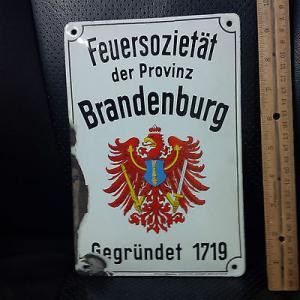 Feuersozietät
der Provinz
Brandenburg
Gegründet 1719